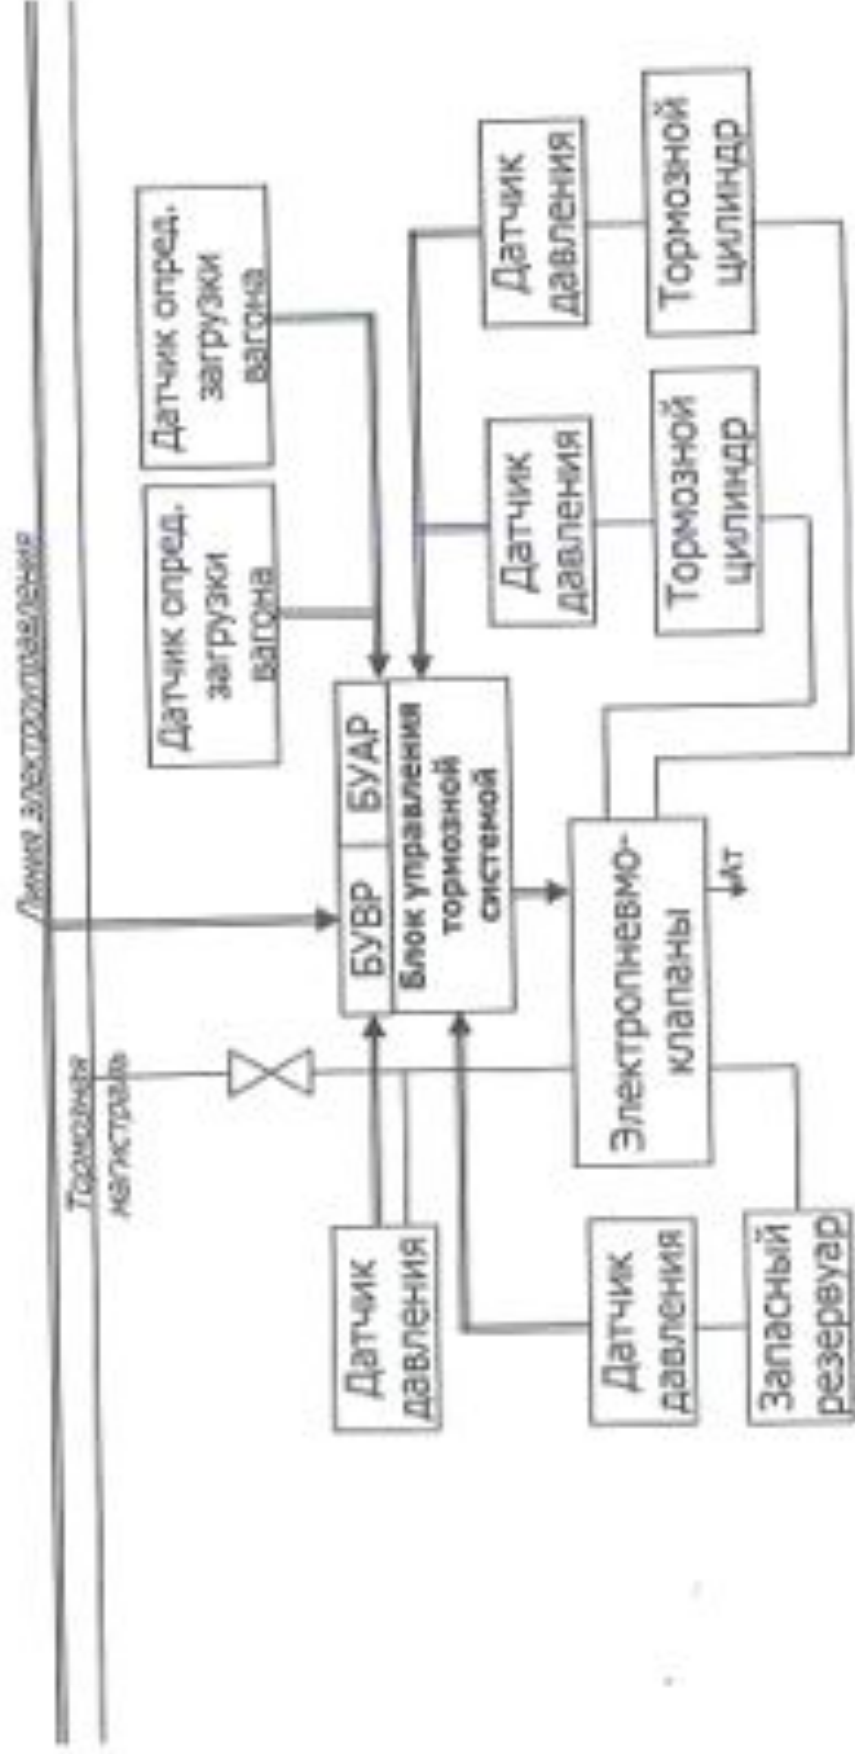 Линия электроуправления
Тормозная
магистраль
Датчик опред.
загрузки
вагона
Датчик опред.
загрузки
вагона
БУВР
БУАР
Блок управления
тормозной
системой
Датчик
давления
Датчик
давления
Датчик
давления
Датчик
давления
Электропневмо-
клапаны
Ат
Тормозной
цилиндр
Тормозной
цилиндр
Запасный
резервуар